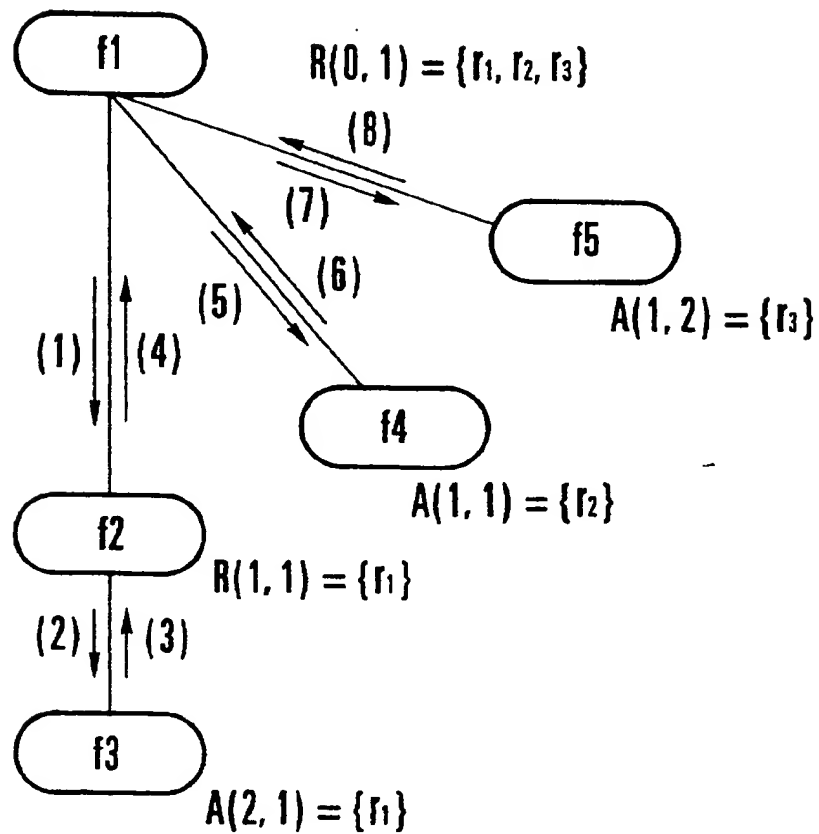 f1
R(0, 1) = {r₁, r₂, r₃}
(8)
(7)
f5
A(1, 2) = {r₃}
(6)
(5)
(1)
(4)
f4
A(1, 1) = {r₂}
f2
R(1, 1) = {r₁}
(2)
(3)
f3
A(2, 1) = {r₁}